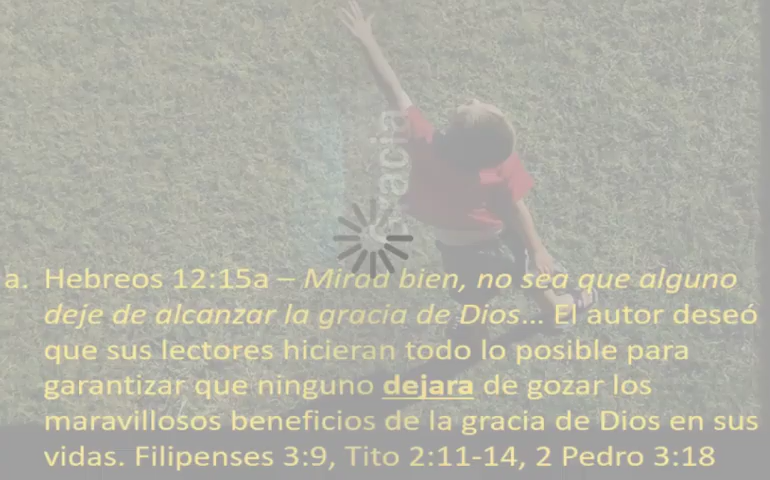 acia
a. Hebreos 12:15a – Mirad bien, no sea que alguno
deje de alcanzar la gracia de Dios... El autor deseó
que sus lectores hicieran todo lo posible para
garantizar que ninguno dejara de gozar los
maravillosos beneficios de la gracia de Dios en sus
vidas. Filipenses 3:9, Tito 2:11-14, 2 Pedro 3:18